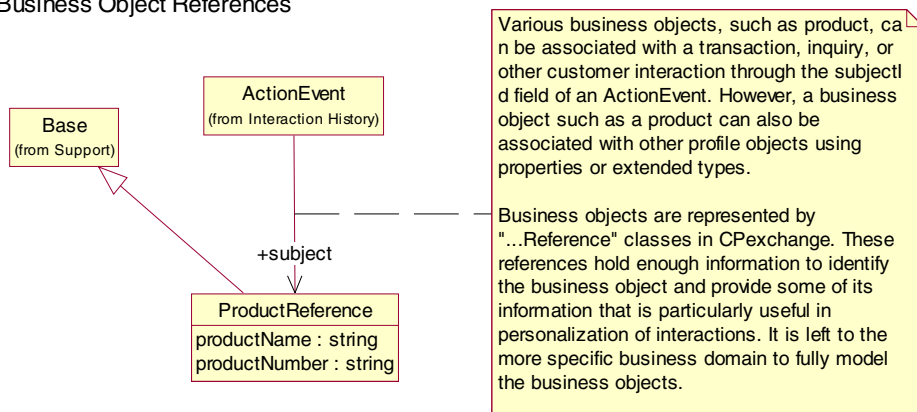 Business Object References
ActionEvent
(from Interaction History)
Base
(from Support)
+subject
ProductReference
productName : string
productNumber : string
Various business objects, such as product, ca
n be associated with a transaction, inquiry, or
other customer interaction through the subjectI
d field of an ActionEvent. However, a business
object such as a product can also be
associated with other profile objects using
properties or extended types.
Business objects are represented by
"...Reference" classes in CPexchange. These
references hold enough information to identify
the business object and provide some of its
information that is particularly useful in
personalization of interactions. It is left to the
more specific business domain to fully model
the business objects.